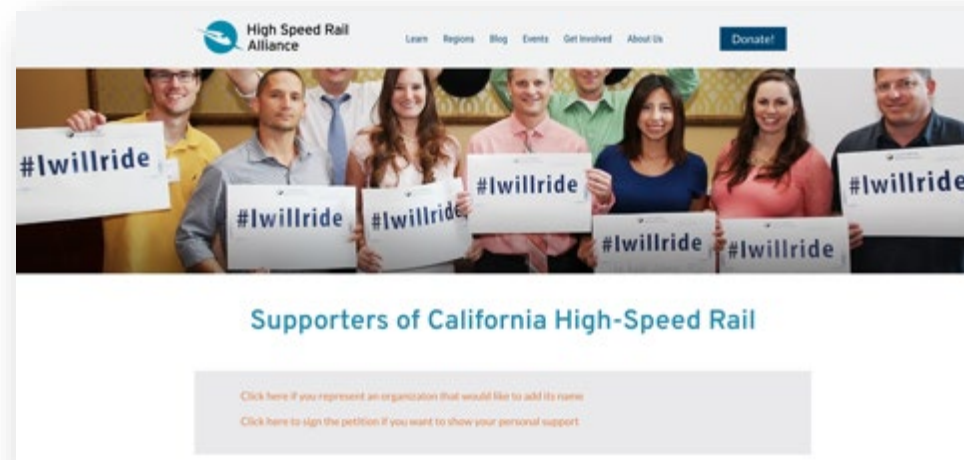 High Speed Rail
Alliance
Learn Regions Blog Events Get Involved About Us
Donate!
#Iwillride
#Iwillride
#Iwillride
#Iwillride
#Iwillride
#Iwillride
#Iwillride
Supporters of California High-Speed Rail
Click here if you represent an organizaton that would like to add its name
Click here to sign the petition if you want to show your personal support